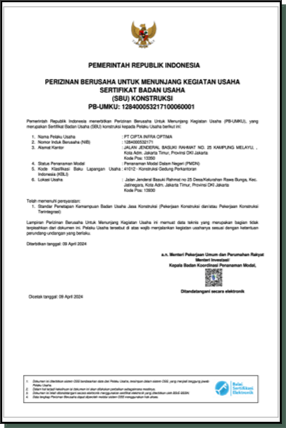 PEMERINTAH REPUBLIK INDONESIA
PERIZINAN BERUSAHA UNTUK MENUNJANG KEGIATAN USAHA
SERTIFIKAT BADAN USAHA
(SBU) KONSTRUKSI
PB-UMKU: 128400053217100060001
Pemerintah Republik Indonesia menerbitkan Perizinan Berusaha Untuk Menunjang Kegiatan Usaha (PB-UMKU), yang
merupakan Sertifikat Badan Usaha (SBU) konstruksi kepada Pelaku Usaha berikut ini:
1. Nama Pelaku Usaha : PT CIPTA INFRA OPTIMA
2. Nomor Induk Berusaha (NIB) : 1284000532171
3. Alamat Kantor : JALAN JENDERAL BASUKI RAHMAT NO. 25 KAMPUNG MELAYU,
Kota Adm. Jakarta Timur, Provinsi DKI Jakarta
Kode Pos:
4. Status Penanaman Modal : Penanaman Modal Dalam Negeri (PMDN)
5. Kode Klasifikasi Baku Lapangan Usaha : 41012 - Konstruksi Gedung Perkantoran
Indonesia (KBLI)
6. Lokasi Usaha : Jalan Jenderal Basuki Rahmat no 25 Desa/Kelurahan Rawa Bunga, Kec.
Jatinegara, Kota Adm. Jakarta Timur, Provinsi DKI Jakarta
Kode Pos:
Telah memenuhi persyaratan:
1. Standar Penetapan Kemampuan Badan Usaha Jasa Konstruksi (Pekerjaan Konstruksi dan/atau Pekerjaan Konstruksi
Terintegrasi)
Lampiran Perizinan Berusaha Untuk Menunjang Kegiatan Usaha ini memuat data teknis yang merupakan bagian tidak
terpisahkan dari dokumen ini. Pelaku Usaha tersebut di atas wajib menjalankan kegiatan usahanya sesuai dengan ketentuan
peraturan perundang-undangan yang berlaku.
Diterbitkan tanggal: 09 April 2024
a.n. Menteri Pekerjaan Umum dan Perumahan Rakyat
Menteri Investasi/
Kepala Badan Koordinasi Penanaman Modal,
Ditandatangani secara elektronik
Dicetak tanggal: 09 April 2024
Balai
Sertifikasi
Elektronik